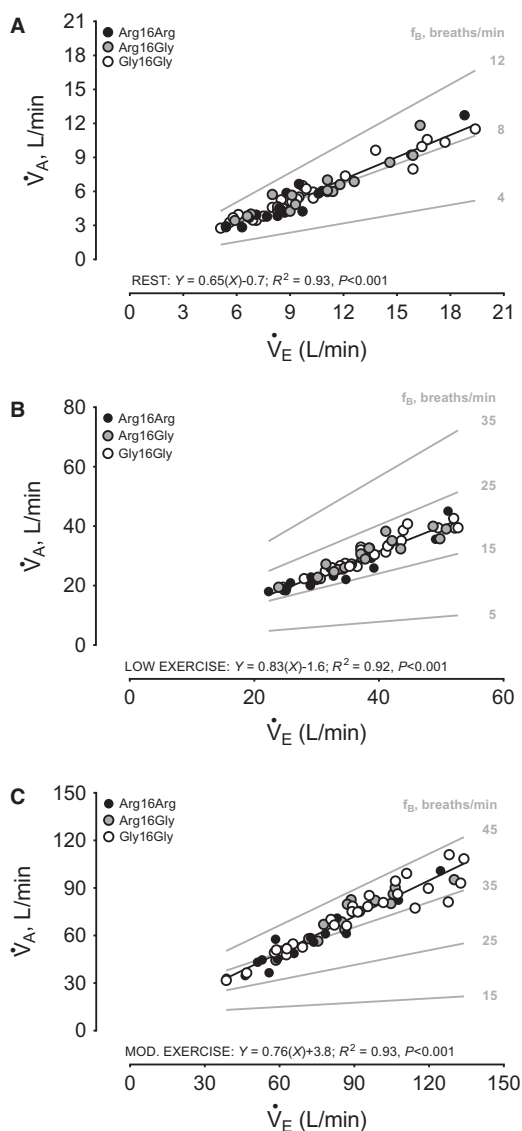 A
Arg16Arg
Arg16Gly
Gly16Gly
fB, breaths/min
12
8
4
21
18
15
12
9
6
3
0
V̇A, L/min
REST: Y = 0.65(X)-0.7; R² = 0.93, P<0.001
0 3 6 9 12 15 18 21
V̇E (L/min)
B
Arg16Arg
Arg16Gly
Gly16Gly
fB, breaths/min
35
25
15
5
80
60
40
20
0
V̇A, L/min
LOW EXERCISE: Y = 0.83(X)-1.6; R² = 0.92, P<0.001
0 20 40 60
V̇E (L/min)
C
Arg16Arg
Arg16Gly
Gly16Gly
fB, breaths/min
45
35
25
15
150
120
90
60
30
0
V̇A, L/min
MOD. EXERCISE: Y = 0.76(X)+3.8; R² = 0.93, P<0.001
0 30 60 90 120 150
V̇E (L/min)